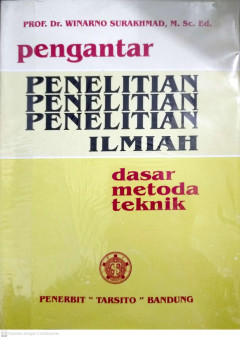 PROF. Dr. WINARNO SURAKHMAD, M. Sc. Ed.
pengantar
PENELITIAN
PENELITIAN
PENELITIAN
ILMIAH
dasar
metoda
teknik
PENERBIT "TARSITO" BANDUNG